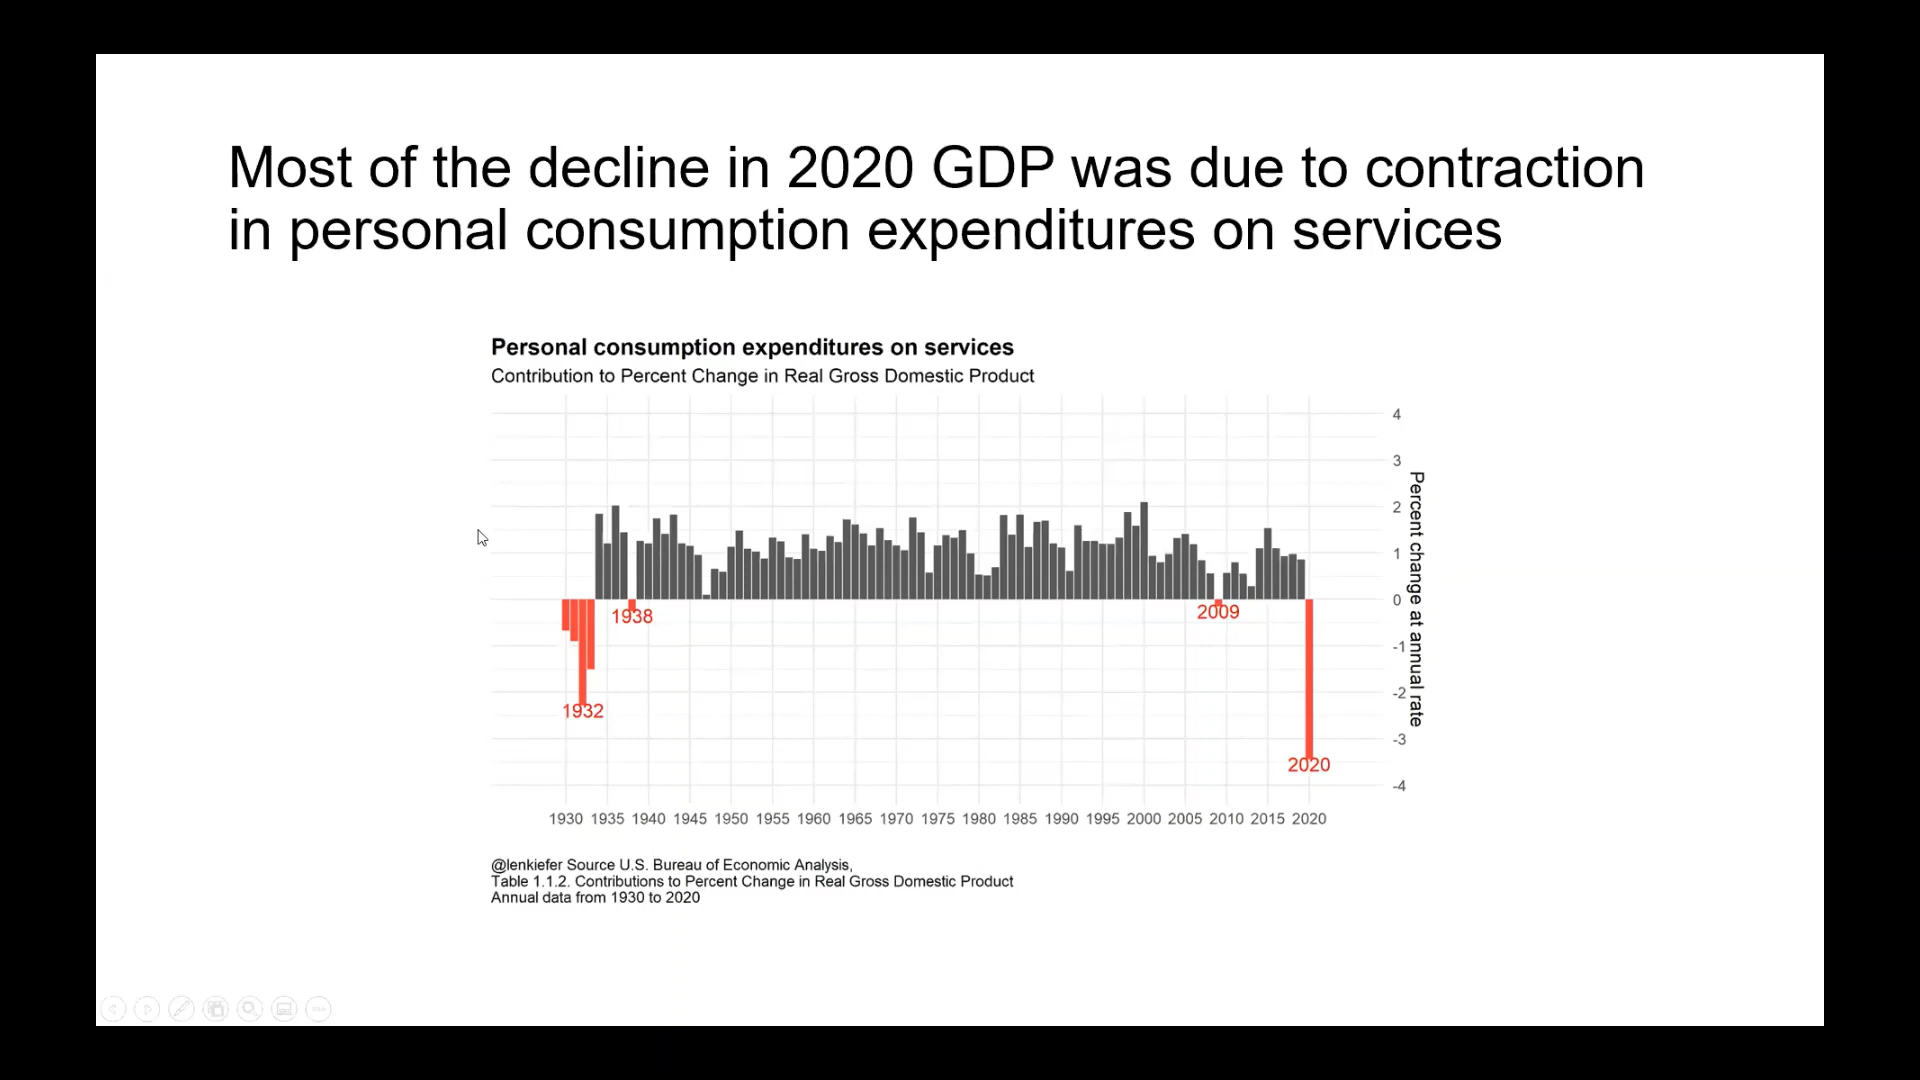 Most of the decline in 2020 GDP was due to contraction
in personal consumption expenditures on services
Personal consumption expenditures on services
Contribution to Percent Change in Real Gross Domestic Product
4
3
2
1
0
-1
-2
-3
-4
Percent change at annual rate
1938
2009
1932
2020
1930 1935 1940 1945 1950 1955 1960 1965 1970 1975 1980 1985 1990 1995 2000 2005 2010 2015 2020
@lenkiefer Source U.S. Bureau of Economic Analysis,
Table 1.1.2. Contributions to Percent Change in Real Gross Domestic Product
Annual data from 1930 to 2020